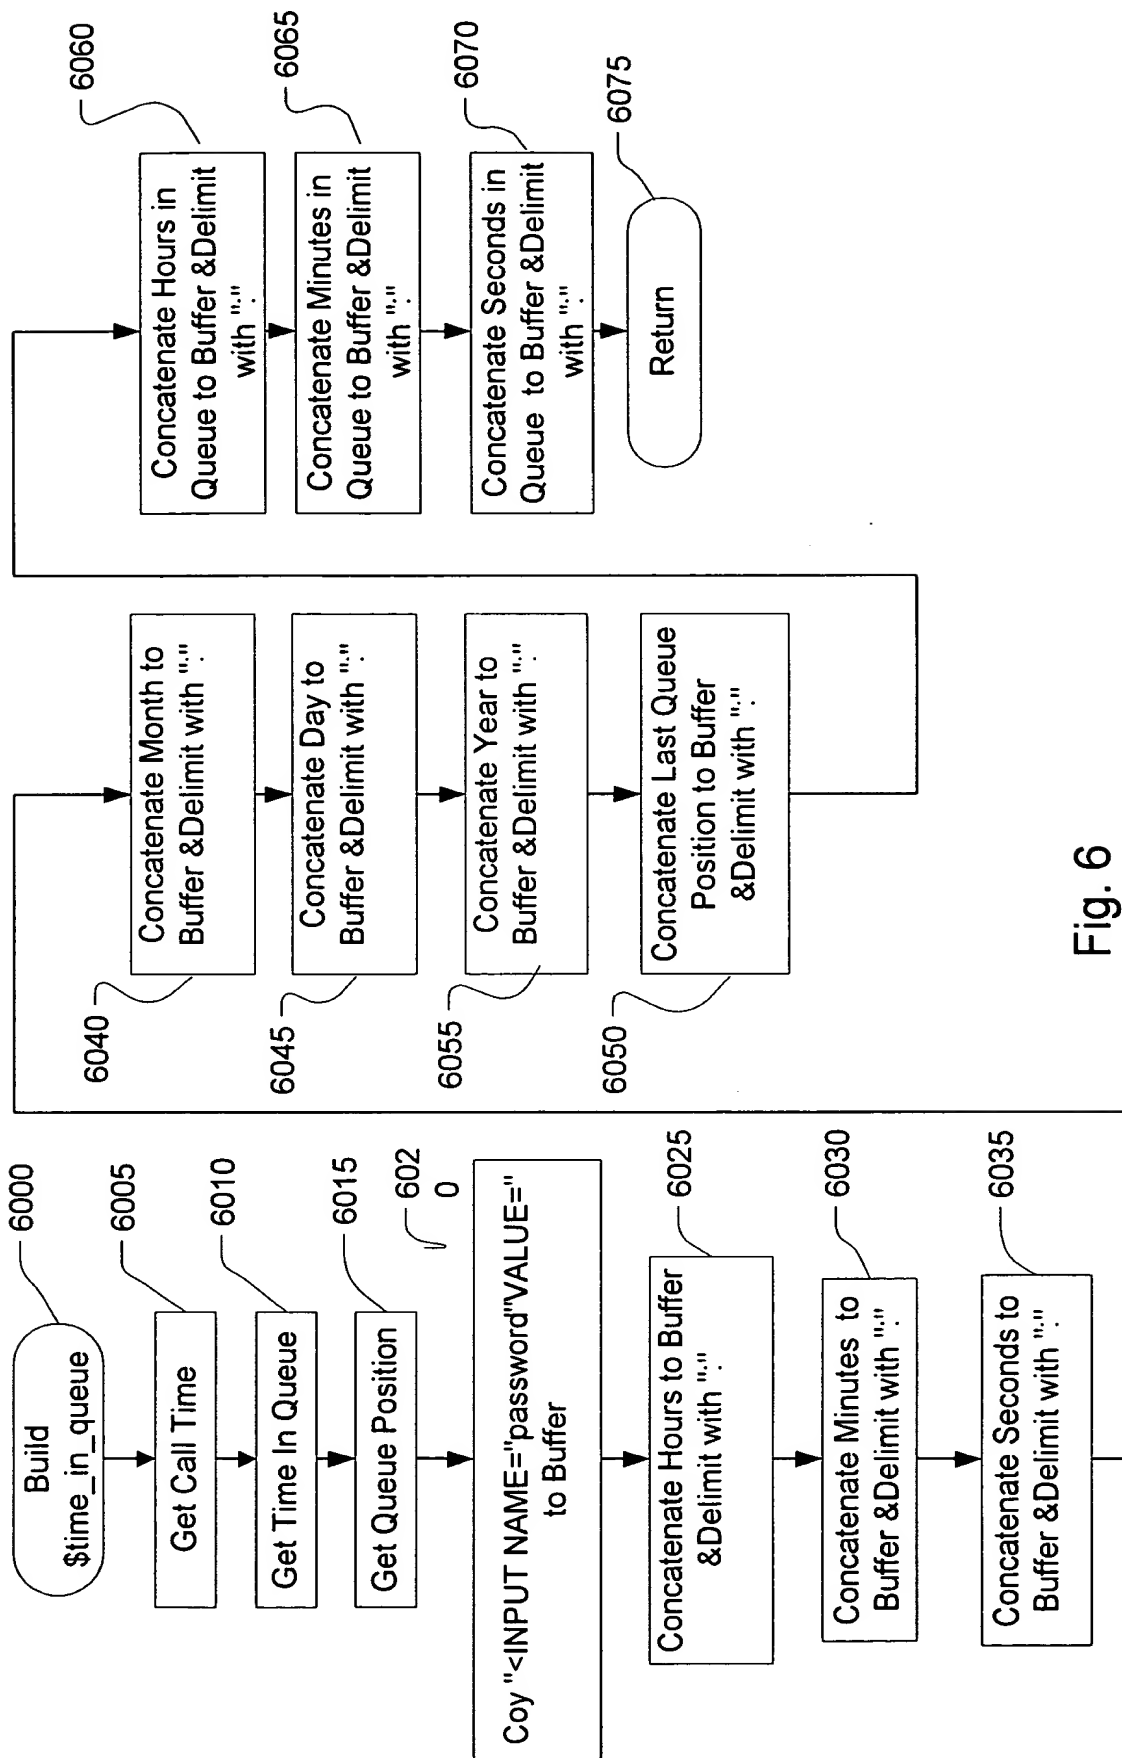 Build
$time_in_queue
6000
Get Call Time
6005
Get Time In Queue
6010
Get Queue Position
6015
Coy "<INPUT NAME="password"VALUE="
to Buffer
602
0
Concatenate Hours to Buffer
&Delimit with ":"
6025
Concatenate Minutes to
Buffer &Delimit with ":"
6030
Concatenate Seconds to
Buffer &Delimit with ":"
6035
Concatenate Month to
Buffer &Delimit with ":"
6040
Concatenate Day to
Buffer &Delimit with ":"
6045
Concatenate Year to
Buffer &Delimit with ":"
6055
Concatenate Last Queue
Position to Buffer
&Delimit with ":"
6050
Concatenate Hours in
Queue to Buffer &Delimit
with ":"
6060
Concatenate Minutes in
Queue to Buffer &Delimit
with ":"
6065
Concatenate Seconds in
Queue to Buffer &Delimit
with ":"
6070
Return
6075
Fig. 6